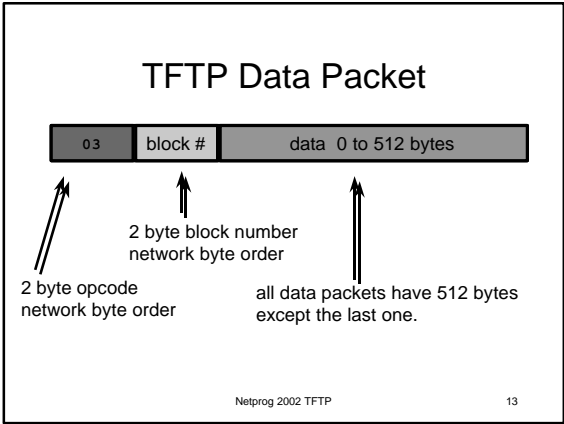 TFTP Data Packet
03 block # data 0 to 512 bytes
2 byte block number
network byte order
2 byte opcode
network byte order
all data packets have 512 bytes
except the last one.
Netprog 2002 TFTP 13